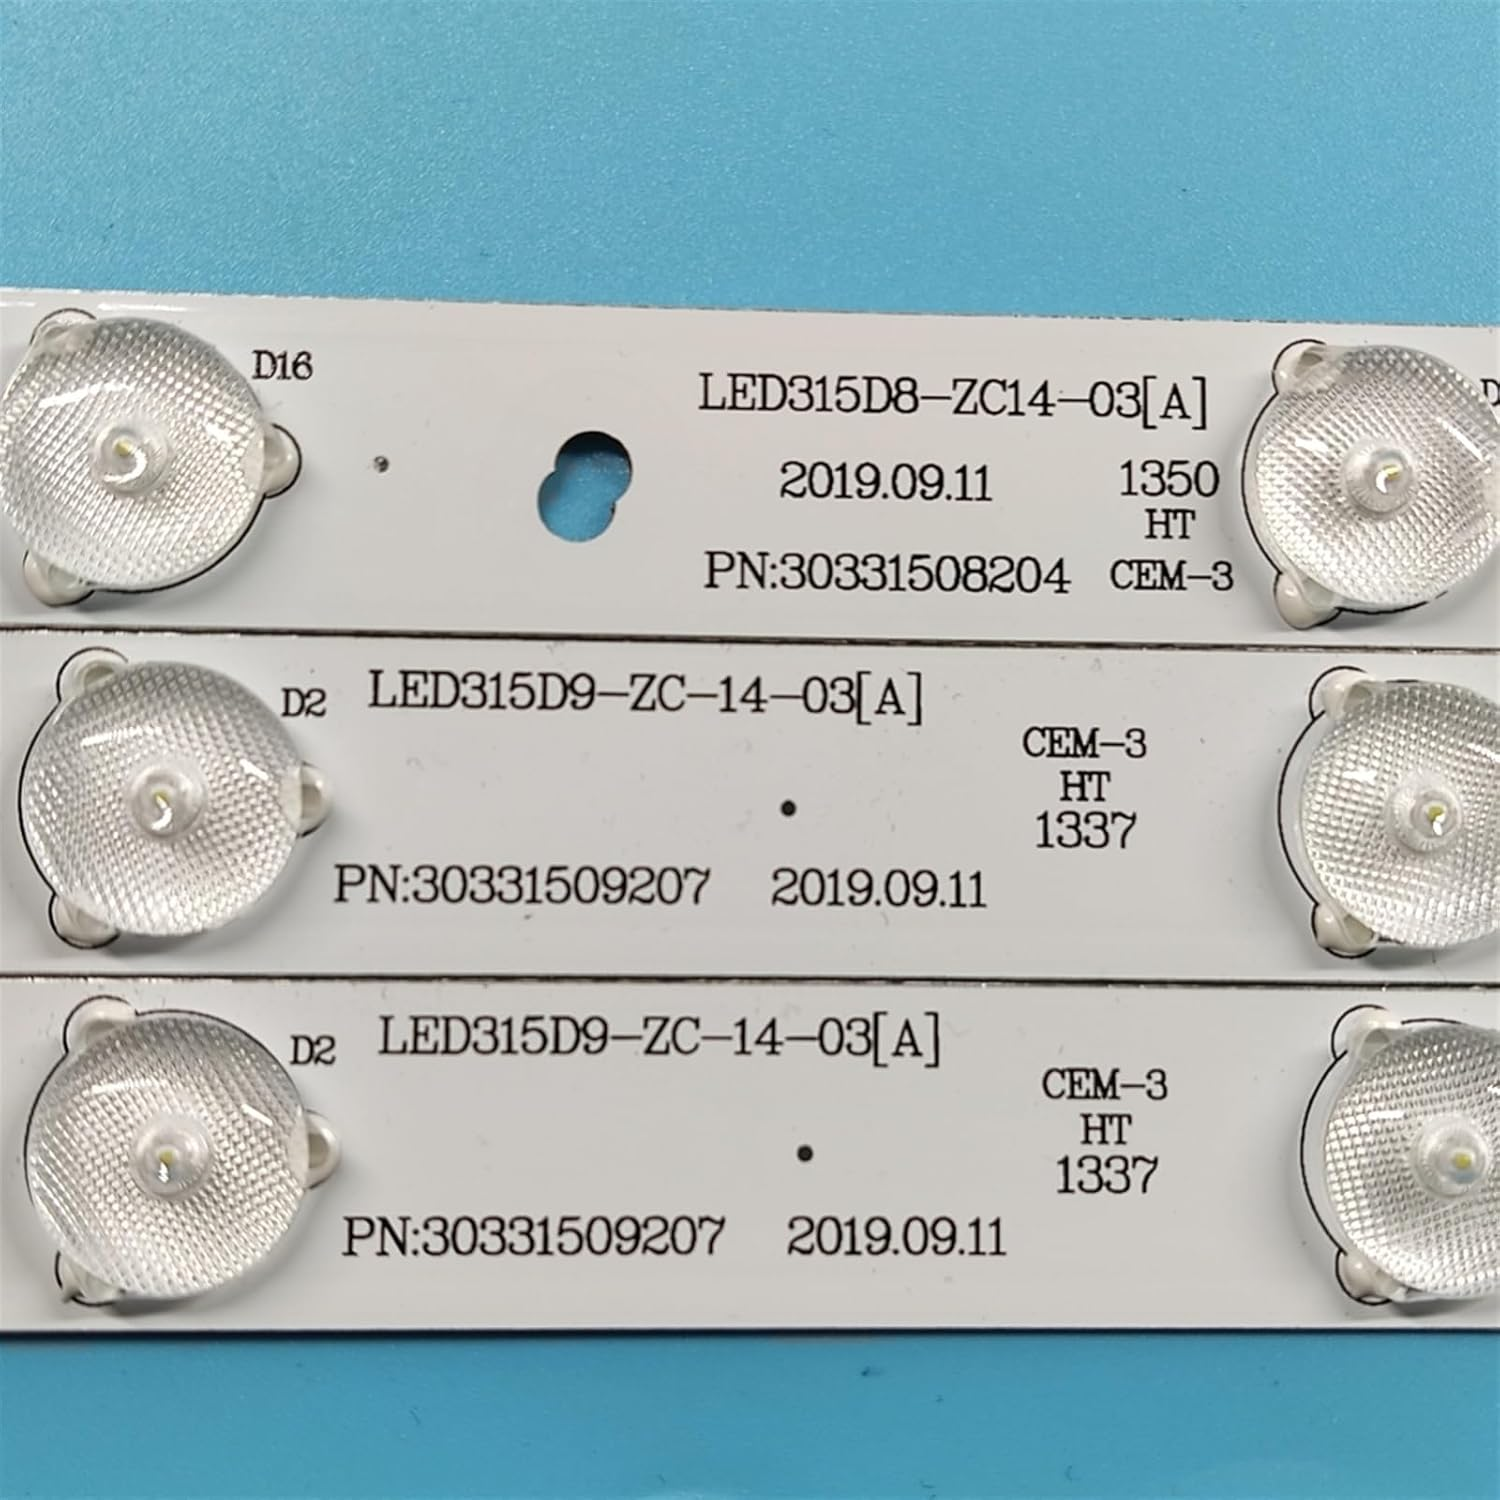 D16
LED315D8-ZC14-03[A]
2019.09.11 1350
HT
PN:30331508204 CEM-3
D2 LED315D9-ZC-14-03[A]
CEM-3
HT
1337
PN:30331509207 2019.09.11
D2 LED315D9-ZC-14-03[A]
CEM-3
HT
1337
PN:30331509207 2019.09.11